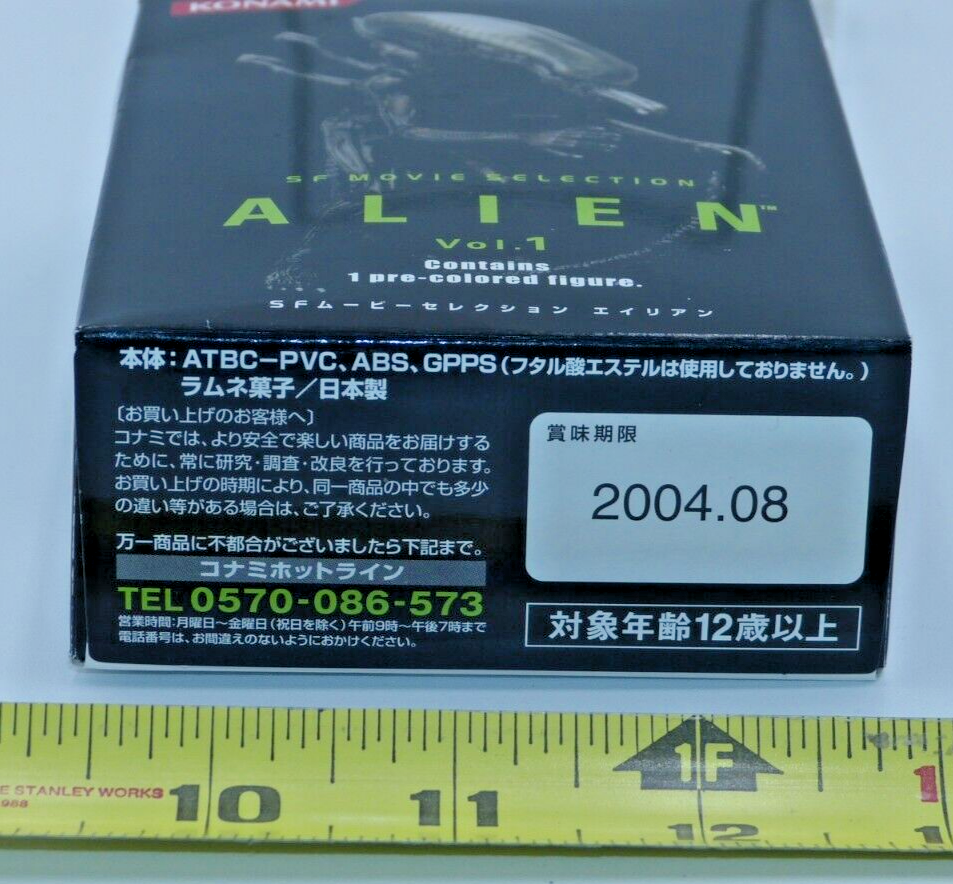 KONAMI
SF MOVIE SELECTION
ALIEN™
Vol.1
Contains
1 pre-colored figure.
SFムービーセレクション エイリアン
本体:ATBC-PVC、ABS、GPPS(フタル酸エステルは使用しておりません。)
ラムネ菓子/日本製
〔お買い上げのお客様へ〕
コナミでは、より安全で楽しい商品をお届けする
ために、常に研究・調査・改良を行っております。
お買い上げの時期により、同一商品の中でも多少
の違い等がある場合は、ご了承ください。
万一商品に不都合がございましたら下記まで。
コナミホットライン
TEL 0570-086-573
営業時間:月曜日〜金曜日(祝日を除く)午前9時〜午後7時まで
電話番号は、お間違えのないようにおかけください。
賞味期限
2004.08
対象年齢12歳以上
1F
E STANLEY WORKS
988
10 11 12